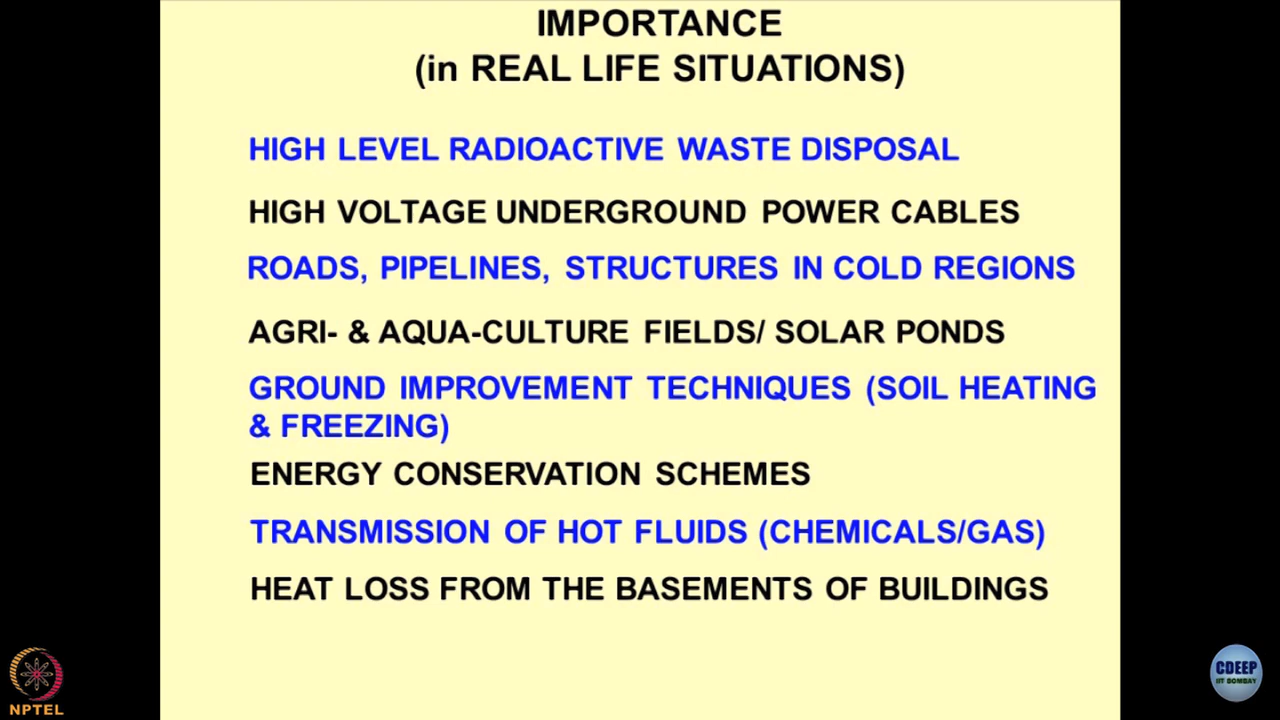 IMPORTANCE
(in REAL LIFE SITUATIONS)
HIGH LEVEL RADIOACTIVE WASTE DISPOSAL
HIGH VOLTAGE UNDERGROUND POWER CABLES
ROADS, PIPELINES, STRUCTURES IN COLD REGIONS
AGRI- & AQUA-CULTURE FIELDS/ SOLAR PONDS
GROUND IMPROVEMENT TECHNIQUES (SOIL HEATING
& FREEZING)
ENERGY CONSERVATION SCHEMES
TRANSMISSION OF HOT FLUIDS (CHEMICALS/GAS)
HEAT LOSS FROM THE BASEMENTS OF BUILDINGS
NPTEL
CDEEP
IIT BOMBAY